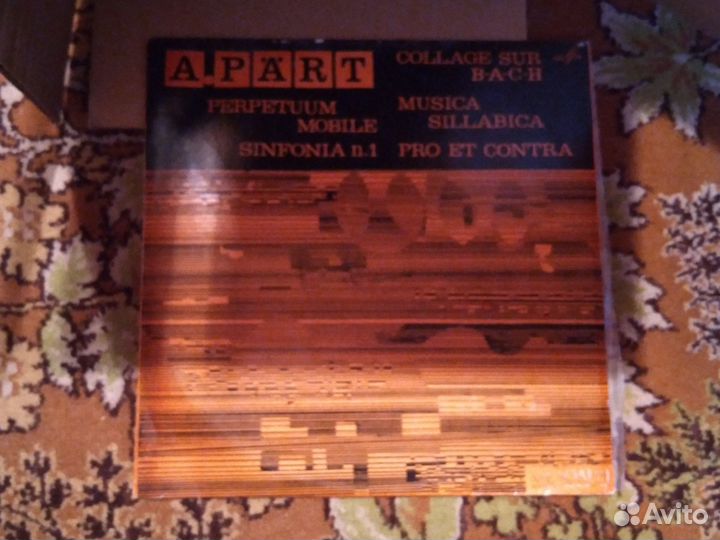 A.PÄRT
COLLAGE SUR
B-A-C-H
PERPETUUM
MOBILE
MUSICA
SILLABICA
SINFONIA n.1
PRO ET CONTRA
Avito